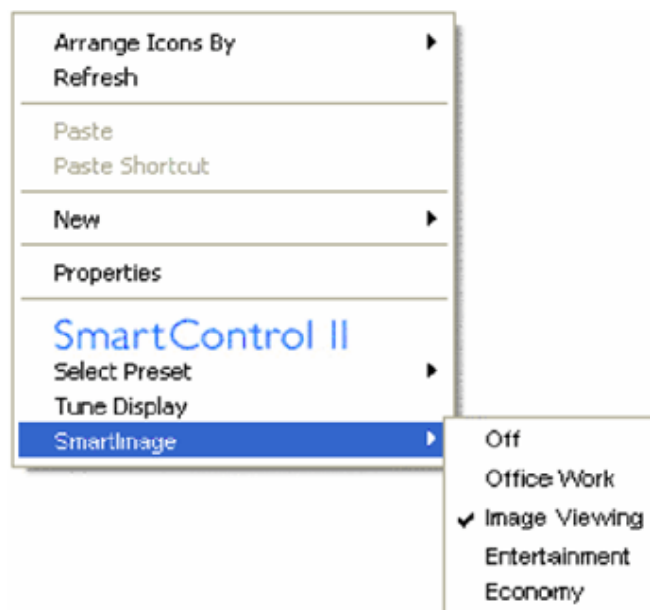 Arrange Icons By
Refresh
Paste
Paste Shortcut
New
Properties
SmartControl II
Select Preset
Tune Display
SmartImage
Off
Office Work
Image Viewing
Entertainment
Economy